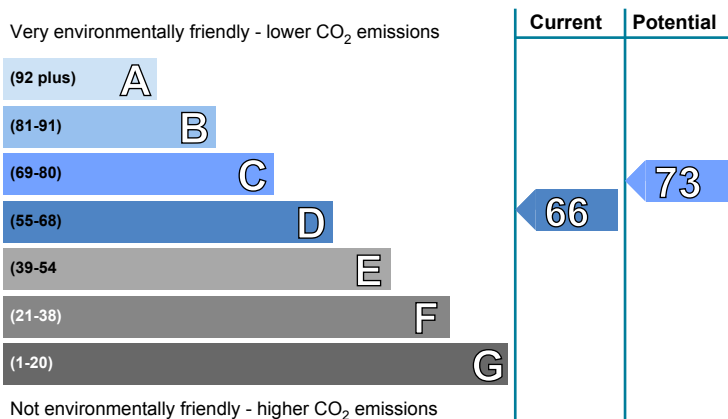 Very environmentally friendly - lower CO2 emissions
Current Potential
(92 plus) A
(81-91) B
(69-80) C
73
(55-68) D
66
(39-54 E
(21-38) F
(1-20) G
Not environmentally friendly - higher CO2 emissions